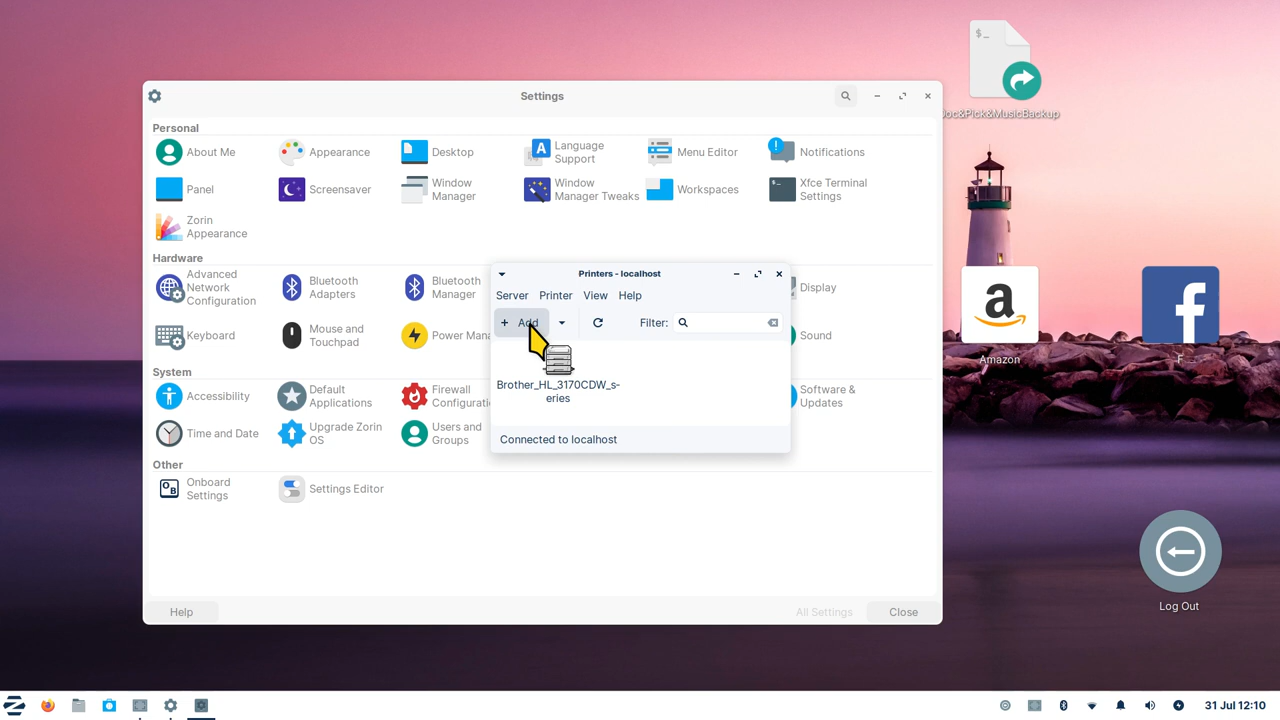 $_
Doc&Pick&MusicBackup
Settings
Personal
About Me
Appearance
Desktop
Language
Support
Menu Editor
Notifications
Panel
Screensaver
Window
Manager
Window
Manager Tweaks
Workspaces
Xfce Terminal
Settings
Zorin
Appearance
Hardware
Advanced
Network
Configuration
Bluetooth
Adapters
Bluetooth
Manager
Display
Keyboard
Mouse and
Touchpad
Power Mana
Sound
System
Accessibility
Default
Applications
Firewall
Configurati
Software &
Updates
Time and Date
Upgrade Zorin
OS
Users and
Groups
Other
Onboard
Settings
Settings Editor
Help
All Settings
Close
Printers - localhost
Server
Printer
View
Help
+ Add
Filter:
Brother_HL_3170CDW_s-
eries
Connected to localhost
a
Amazon
f
F...
Log Out
31 Jul 12:10